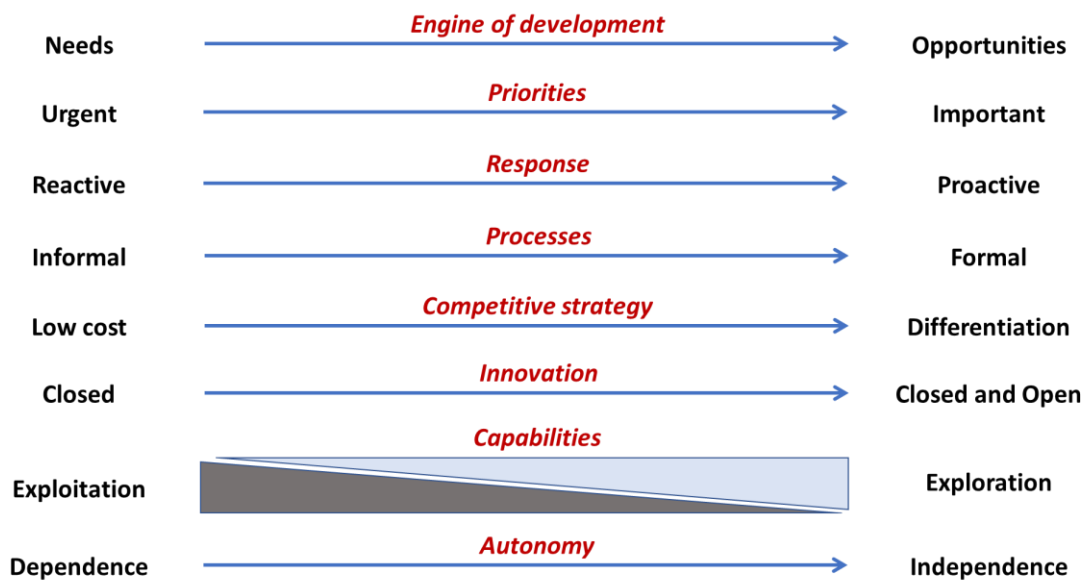 Engine of development
Needs Opportunities
Priorities
Urgent Important
Response
Reactive Proactive
Processes
Informal Formal
Competitive strategy
Low cost Differentiation
Innovation
Closed Closed and Open
Capabilities
Exploitation Exploration
Autonomy
Dependence Independence